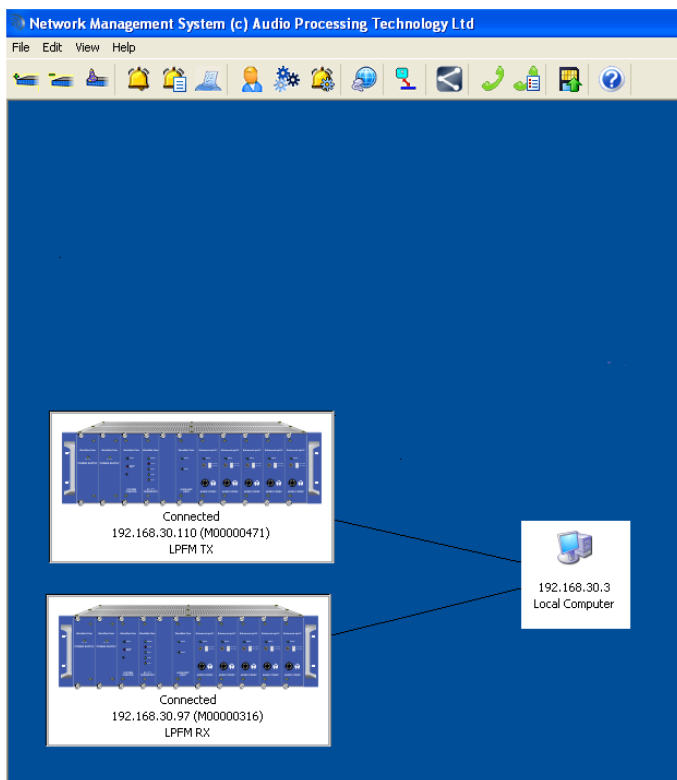 Network Management System (c) Audio Processing Technology Ltd
File Edit View Help
Connected
192.168.30.110 (M00000471)
LPFM TX
192.168.30.3
Local Computer
Connected
192.168.30.97 (M00000316)
LPFM RX